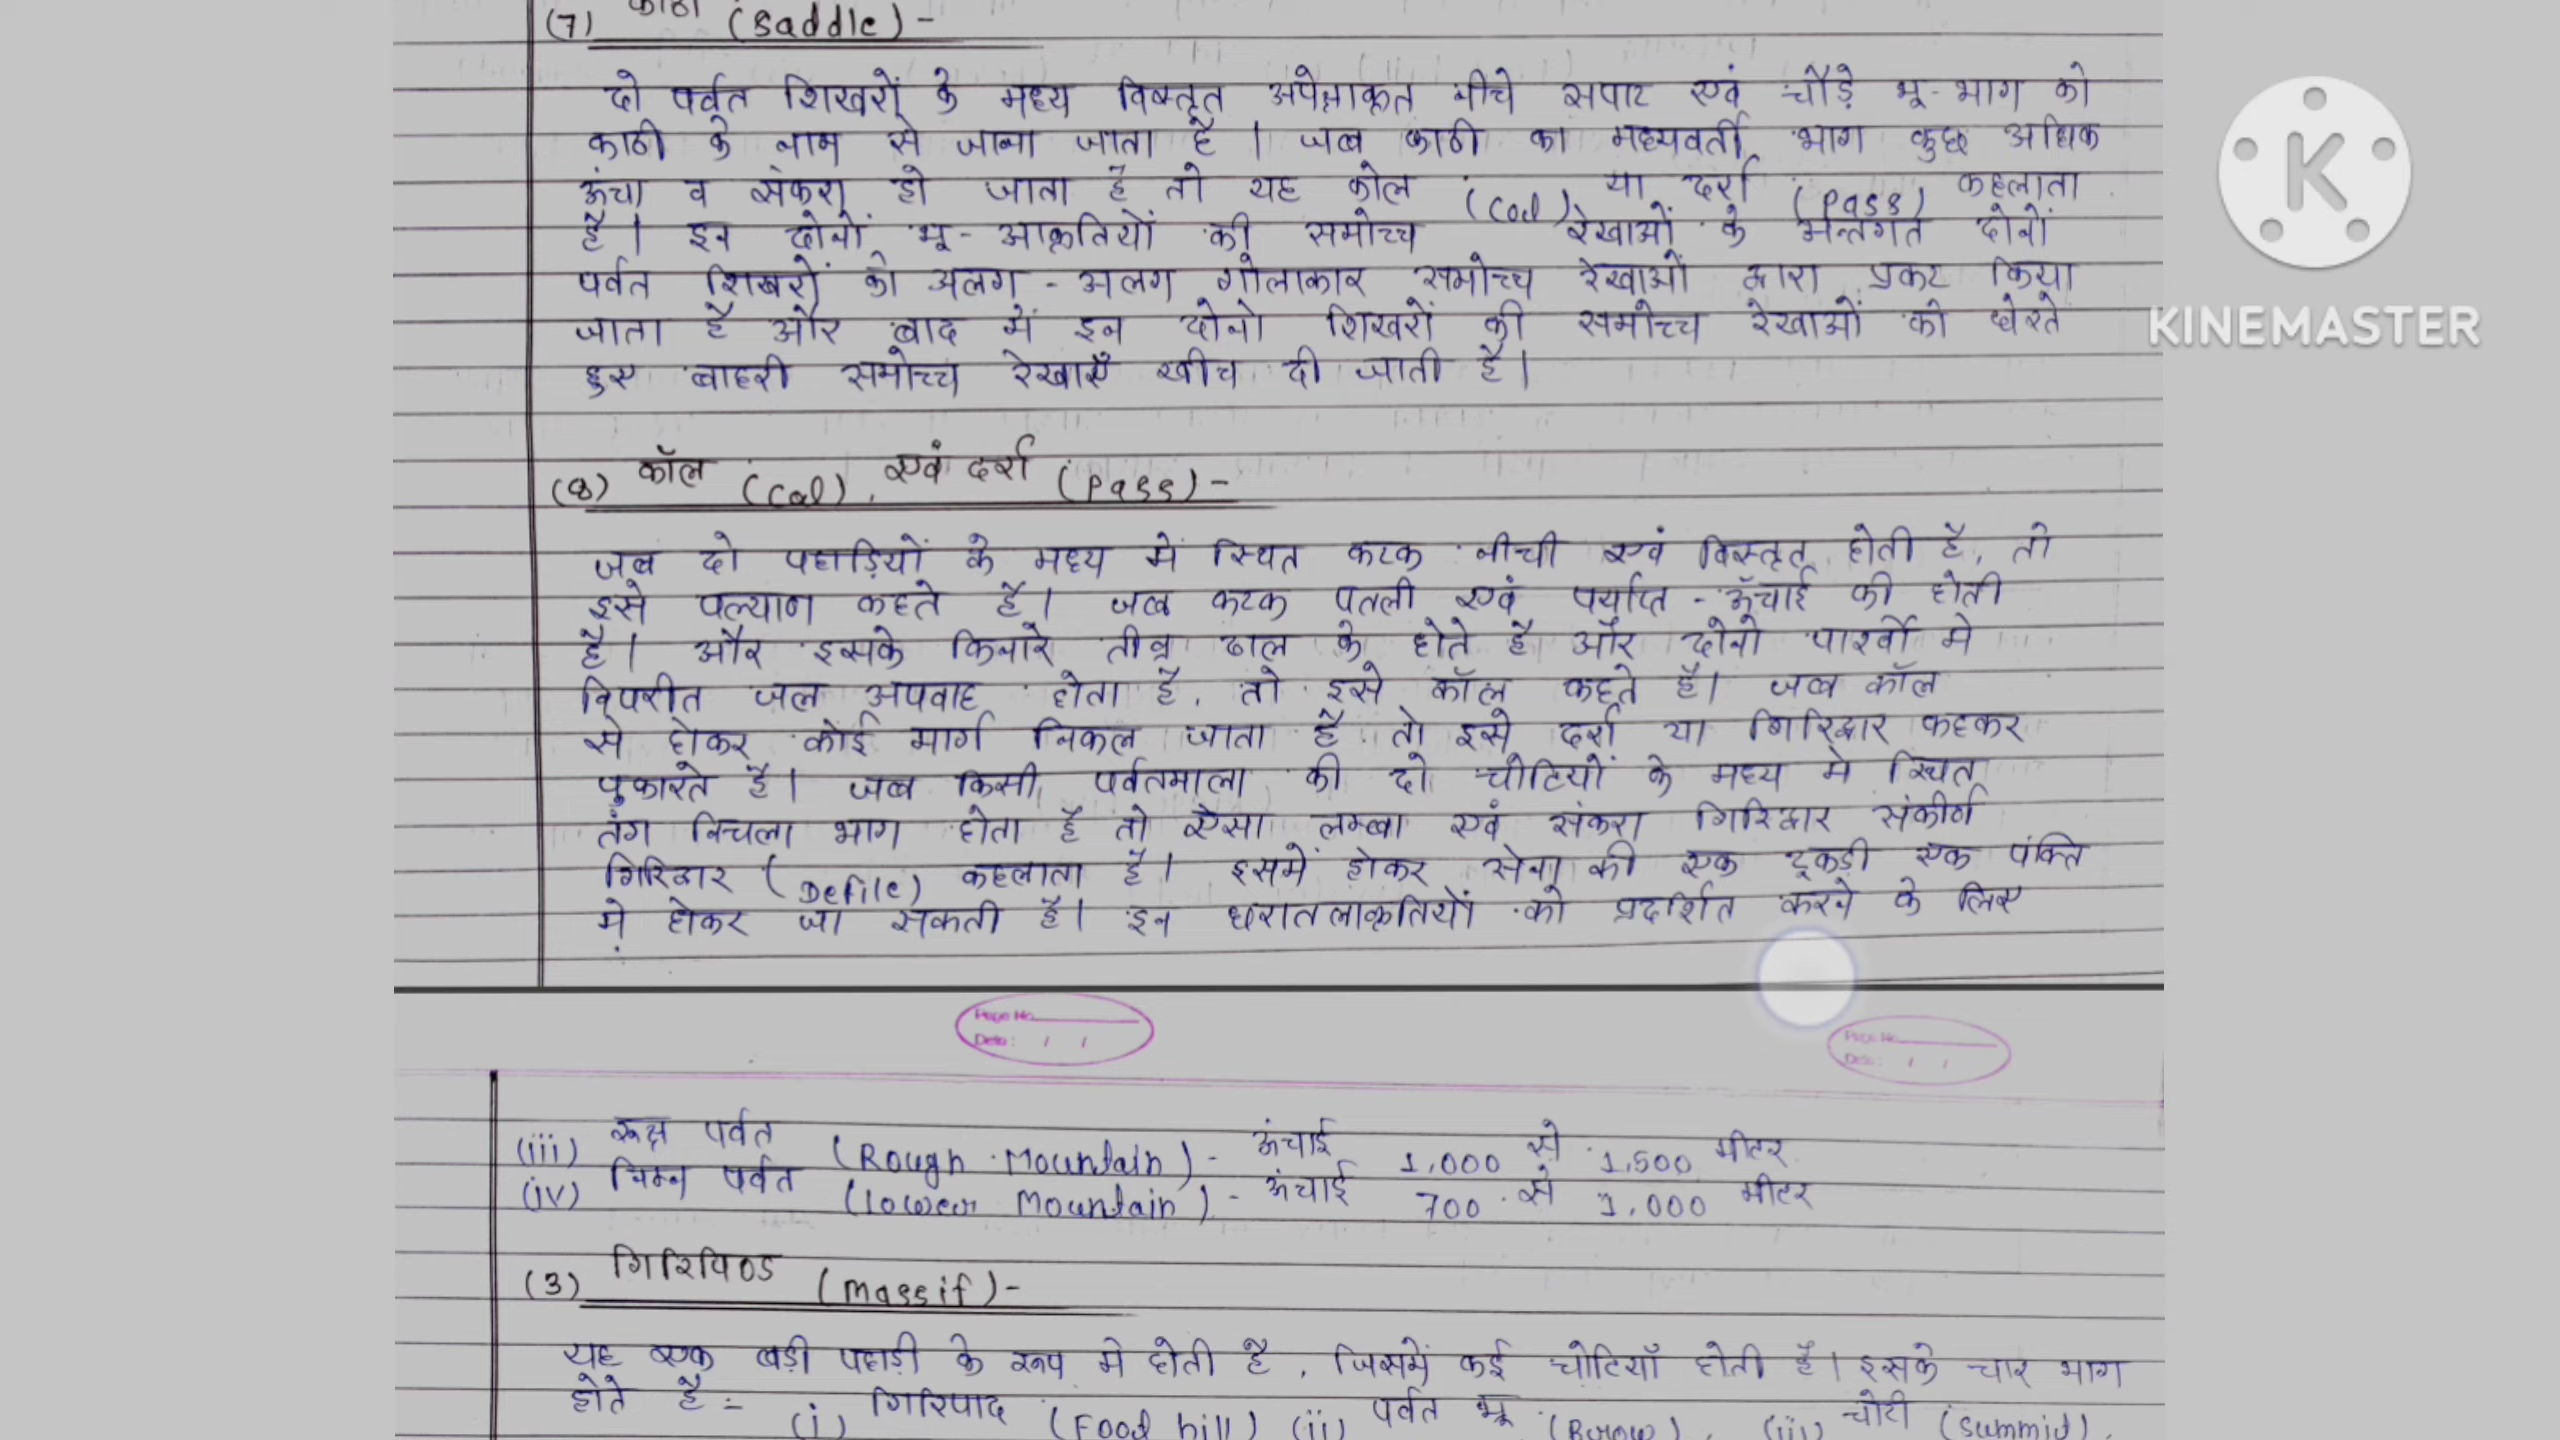 (7) काठी (Saddle) -
दो पर्वत शिखरों के मध्य विस्तृत अपेक्षाकृत नीचे सपाट एवं चौड़े भू-भाग को
काठी के नाम से जाना जाता है। जब काठी का मध्यवर्ती भाग कुछ अधिक
ऊंचा व संकरा हो जाता है तो यह कोल (Col) या दर्रा (Pass) कहलाता
है। इन दोनों भू-आकृतियों की समोच्च रेखाओं के अन्तर्गत दोनों
पर्वत शिखरों को अलग-अलग गोलाकार समोच्च रेखाओं द्वारा प्रकट किया
जाता है और बाद में इन दोनो शिखरों की समोच्च रेखाओं को घेरते
हुए बाहरी समोच्च रेखाएँ खीच दी जाती है।
(8) कॉल (Col), एवं दर्रा (Pass) -
जब दो पहाड़ियों के मध्य में स्थित कटक नीची एवं विस्तृत होती है, तो
इसे पल्याण कहते है। जब कटक पतली एवं पर्याप्त - ऊँचाई की होती
है। और इसके किनारे तीव्र ढाल के होते है और दोनो पार्श्वो मे
विपरीत जल अपवाह होता है, तो इसे कॉल कहते है। जब कॉल
से होकर कोई मार्ग निकल जाता है तो इसे दर्रा या गिरिद्वार कहकर
पुकारते है। जब किसी पर्वतमाला की दो चोटियों के मध्य मे स्थित
तंग निचला भाग होता है तो ऐसा लम्बा एवं संकरा गिरिद्वार संकीर्ण
गिरिद्वार (Defile) कहलाता है। इसमें होकर सेना की एक टूकड़ी एक पंक्ति
मे होकर जा सकती है। इन धरातलाकृतियों को प्रदर्शित करने के लिए
Page No.
Date: / /
Page No.
Date: / /
(iii) रूक्ष पर्वत (Rough Mountain) - ऊंचाई 1,000 से 1,500 मीटर
(iv) निम्न पर्वत (lower Mountain) - ऊंचाई 700 से 1,000 मीटर
(3) गिरिपिण्ड (Massif) -
यह एक बड़ी पहाड़ी के रूप मे होती है, जिसमें कई चोटियाँ होती है। इसके चार भाग
होते है - (i) गिरिपाद (Foot hill) (ii) पर्वत भ्रू (Brow), (iii) चोटी (Summit),
KINEMASTER